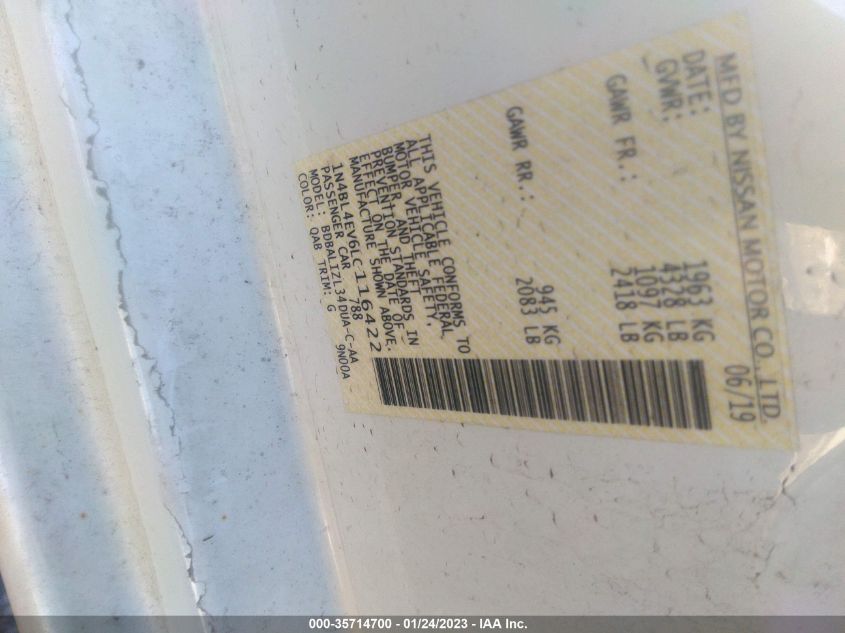 MFD BY NISSAN MOTOR CO., LTD.
DATE: 06/19
GVWR: 1963 KG
4328 LB
GAWR FR.: 1097 KG
2418 LB
GAWR RR.: 945 KG
2083 LB
THIS VEHICLE CONFORMS TO
ALL APPLICABLE FEDERAL
MOTOR VEHICLE SAFETY,
BUMPER, AND THEFT
PREVENTION STANDARDS IN
EFFECT ON THE DATE OF
MANUFACTURE SHOWN ABOVE.
1N4BL4EV6LC116422
PASSENGER CAR 788
MODEL: BDBALTZL34DUA-C-AA
COLOR: QAB TRIM: G 9N00A
000-35714700 - 01/24/2023 - IAA Inc.